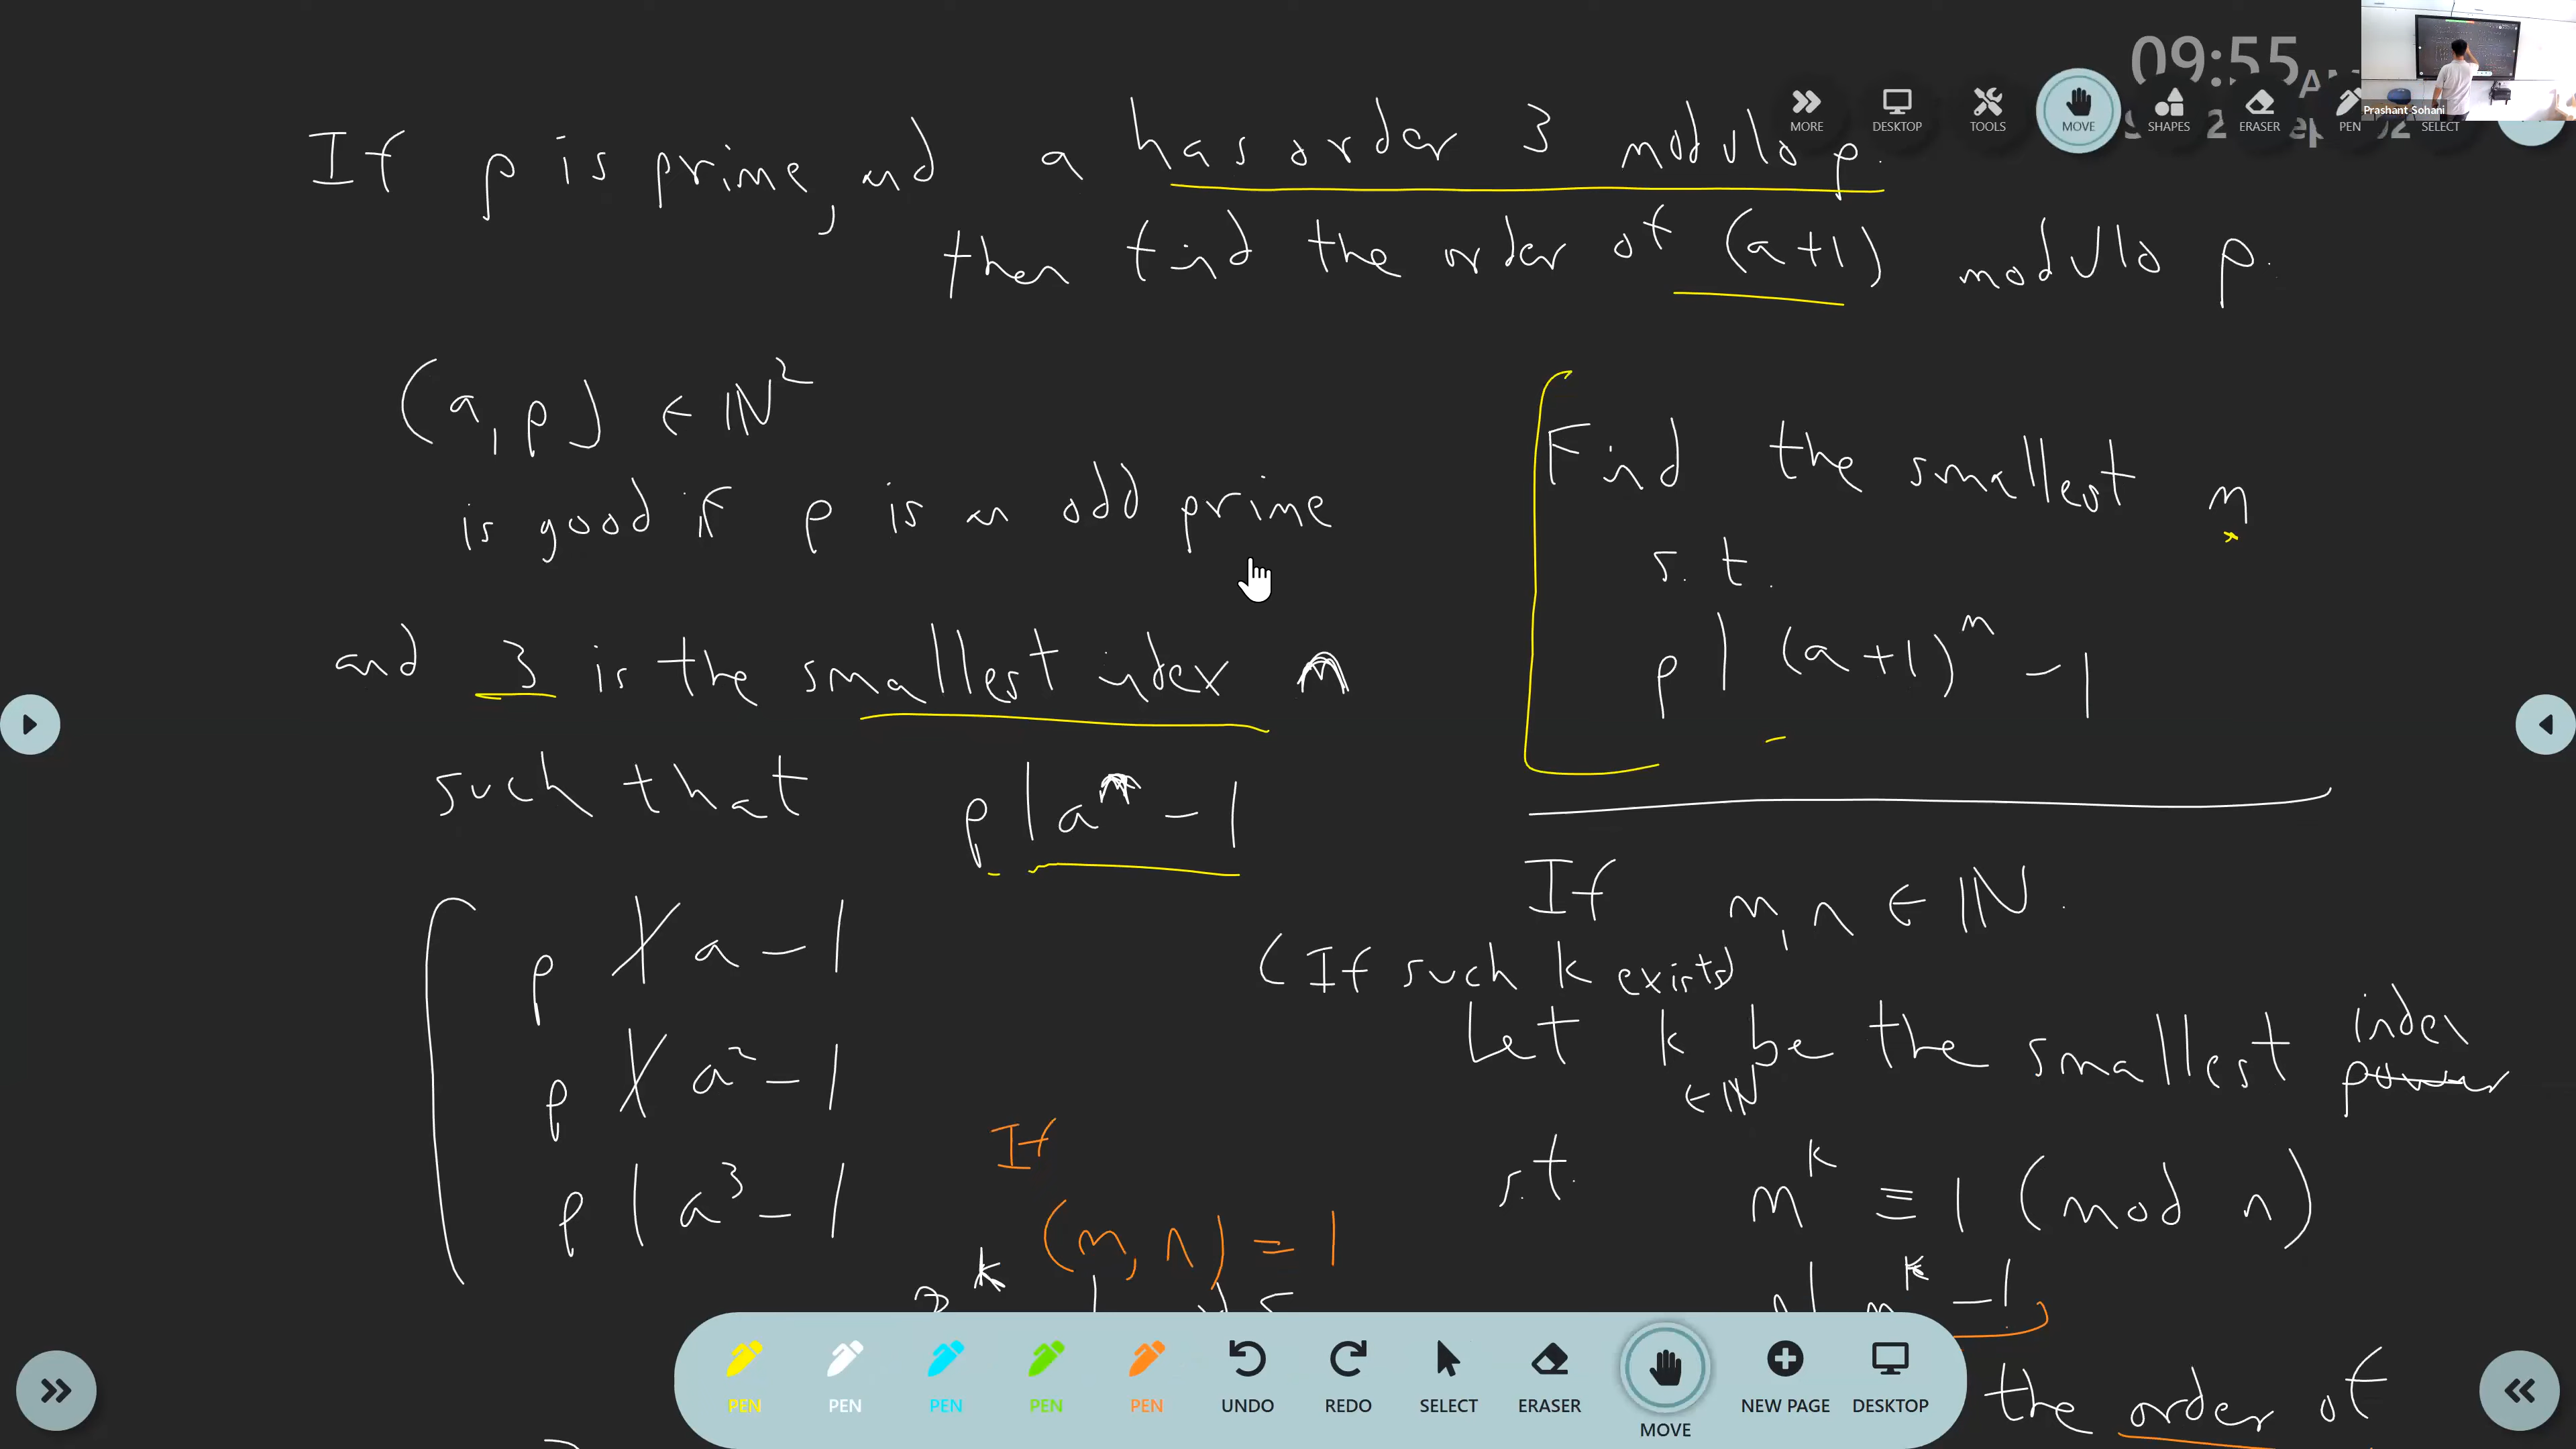 09:55
Prashant Sohani
MORE
DESKTOP
TOOLS
MOVE
SHAPES
ERASER
PEN
SELECT
If p is prime, and a has order 3 modulo p.
then find the order of (a+1) modulo p.
(a,p) ∈ ℕ²
is good if p is an odd prime
and 3 is the smallest index n
such that p | aⁿ - 1
p ∤ a - 1
p ∤ a² - 1
p | a³ - 1
Find the smallest m
s.t.
p | (a+1)ᵐ - 1
If m, n ∈ ℕ.
(If such k exists)
Let k be the smallest index
∈ ℕ
s.t. mᵏ ≡ 1 (mod n)
n | mᵏ - 1
If
(m, n) = 1
the order of
PEN
PEN
PEN
PEN
PEN
UNDO
REDO
SELECT
ERASER
MOVE
NEW PAGE
DESKTOP